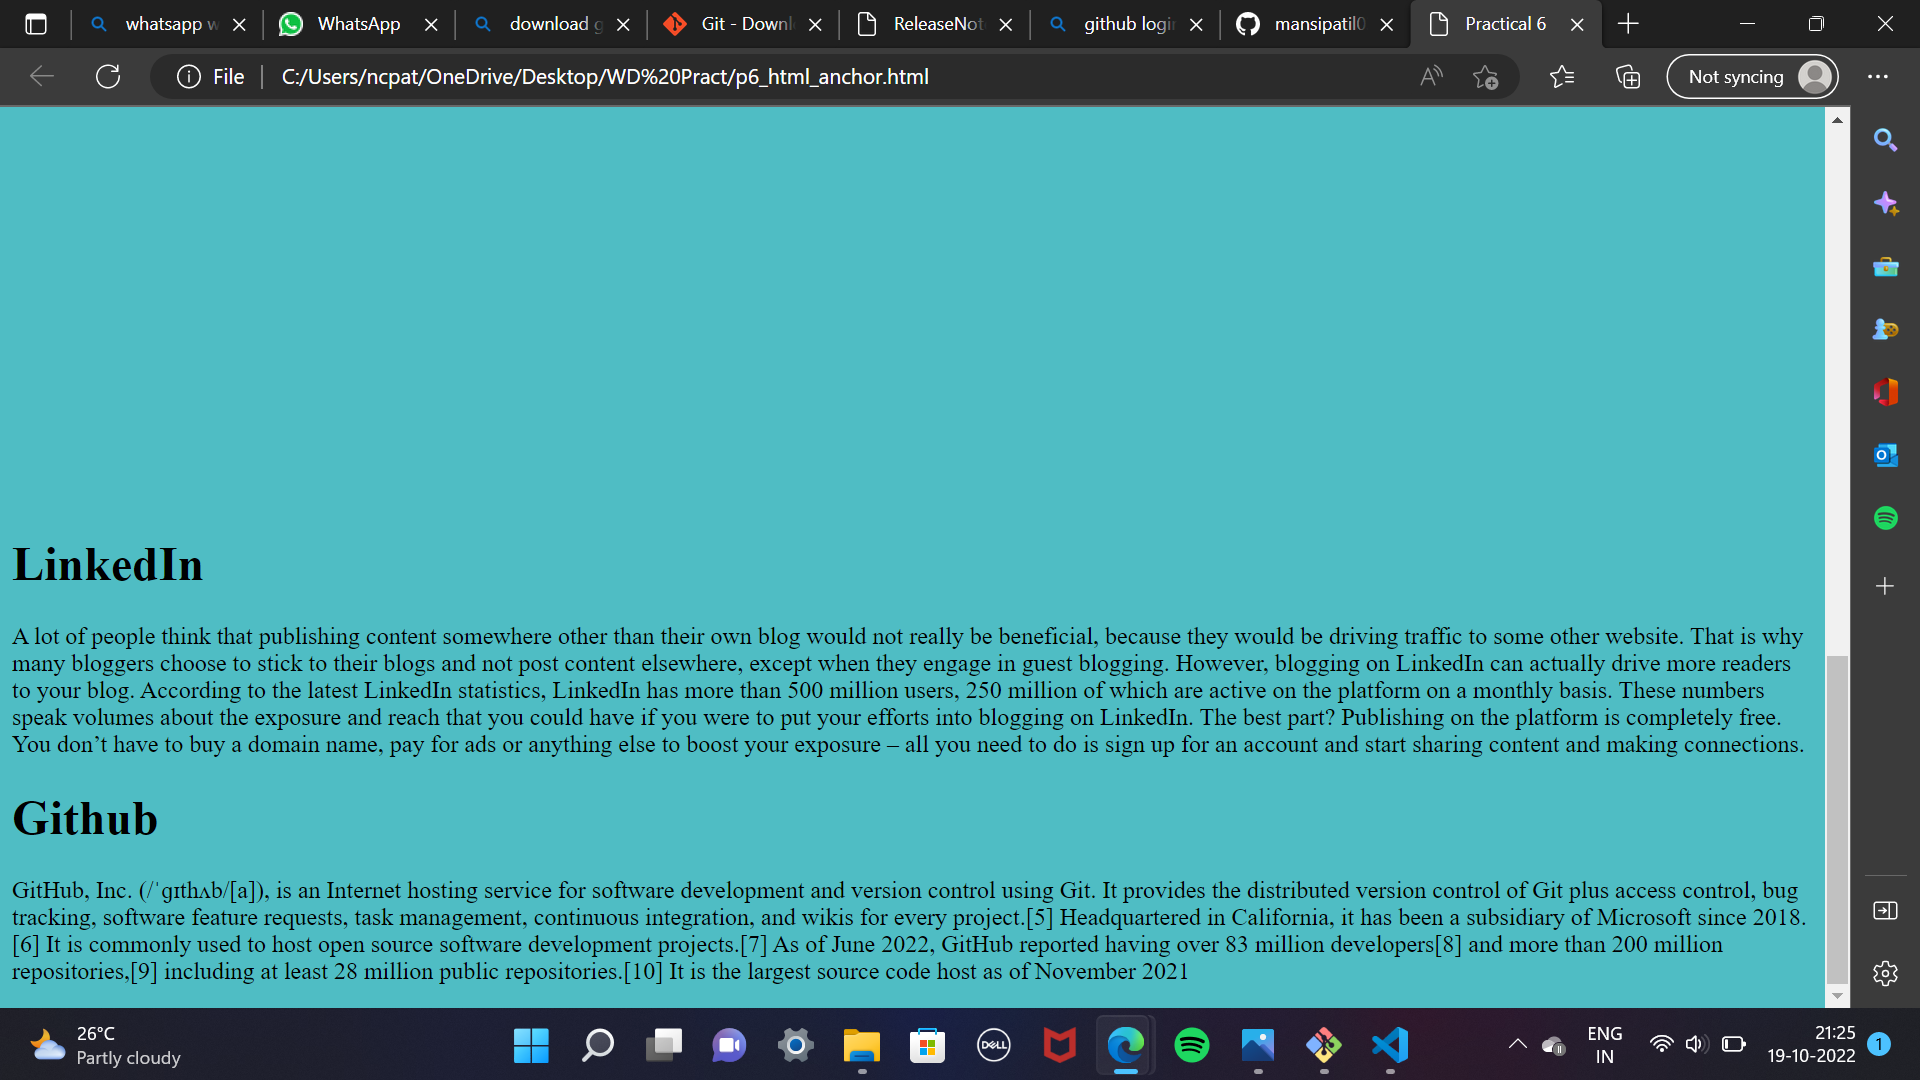 whatsapp w
WhatsApp
download g
Git - Downl
ReleaseNot
github logi
mansipatil0
Practical 6
File
C:/Users/ncpat/OneDrive/Desktop/WD%20Pract/p6_html_anchor.html
Not syncing
LinkedIn
A lot of people think that publishing content somewhere other than their own blog would not really be beneficial, because they would be driving traffic to some other website. That is why
many bloggers choose to stick to their blogs and not post content elsewhere, except when they engage in guest blogging. However, blogging on LinkedIn can actually drive more readers
to your blog. According to the latest LinkedIn statistics, LinkedIn has more than 500 million users, 250 million of which are active on the platform on a monthly basis. These numbers
speak volumes about the exposure and reach that you could have if you were to put your efforts into blogging on LinkedIn. The best part? Publishing on the platform is completely free.
You don’t have to buy a domain name, pay for ads or anything else to boost your exposure – all you need to do is sign up for an account and start sharing content and making connections.
Github
GitHub, Inc. (/ˈɡɪthʌb/[a]), is an Internet hosting service for software development and version control using Git. It provides the distributed version control of Git plus access control, bug
tracking, software feature requests, task management, continuous integration, and wikis for every project.[5] Headquartered in California, it has been a subsidiary of Microsoft since 2018.
[6] It is commonly used to host open source software development projects.[7] As of June 2022, GitHub reported having over 83 million developers[8] and more than 200 million
repositories,[9] including at least 28 million public repositories.[10] It is the largest source code host as of November 2021
26°C
Partly cloudy
DELL
ENG
IN
21:25
19-10-2022
1